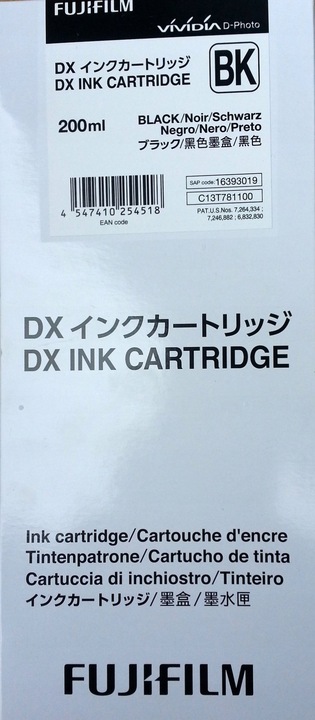 FUJIFILM
ViViDiA D-Photo
DX インクカートリッジ
DX INK CARTRIDGE
BK
200ml
BLACK/Noir/Schwarz
Negro/Nero/Preto
ブラック/黑色墨盒/黑色
SAP code: 16393019
C13T781100
PAT.U.S.Nos. 7,264,334 ;
7,246,882 ; 6,832,830
4 547410 254518
EAN code
DX インクカートリッジ
DX INK CARTRIDGE
Ink cartridge/Cartouche d'encre
Tintenpatrone/Cartucho de tinta
Cartuccia di inchiostro/Tinteiro
インクカートリッジ/墨盒/墨水匣
FUJIFILM